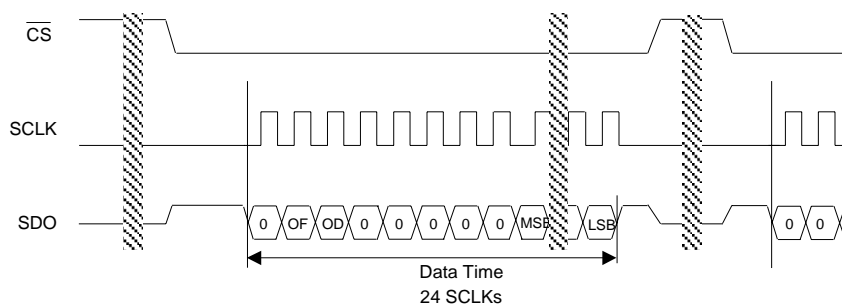 CS
SCLK
SDO
0 OF OD 0 0 0 0 0 MSB LSB 0 0
Data Time
24 SCLKs